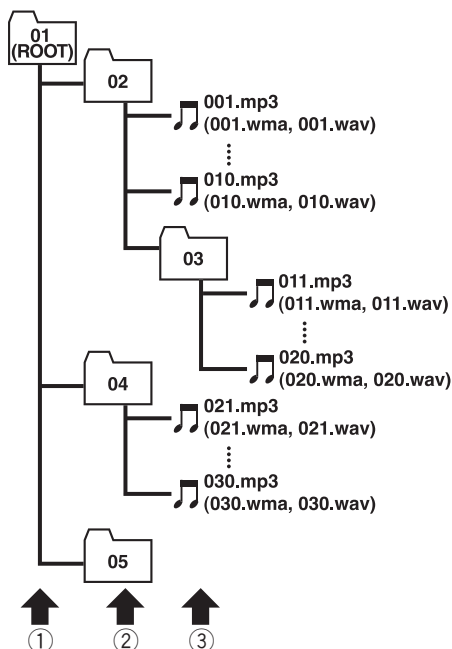 01
(ROOT)
02
001.mp3
(001.wma, 001.wav)
010.mp3
(010.wma, 010.wav)
03
011.mp3
(011.wma, 011.wav)
020.mp3
(020.wma, 020.wav)
04
021.mp3
(021.wma, 021.wav)
030.mp3
(030.wma, 030.wav)
05
① ② ③